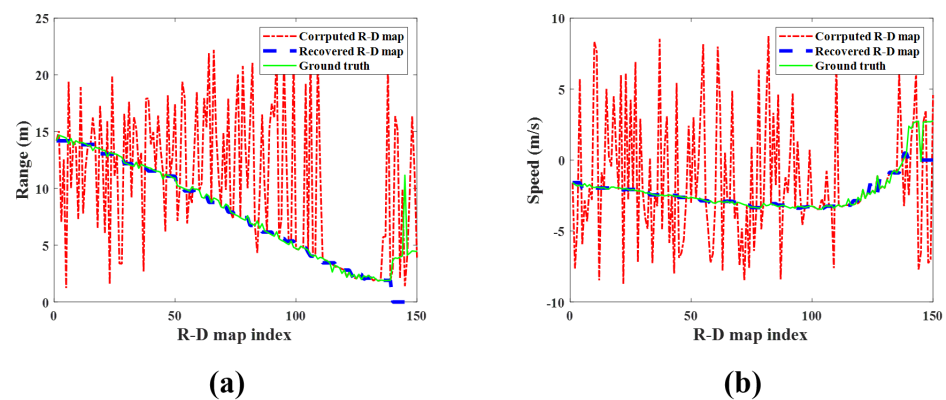 25
20
15
10
5
0
0
50
100
150
Range (m)
R-D map index
Corrputed R-D map
Recovered R-D map
Ground truth
(a)
10
5
0
-5
-10
0
50
100
150
Speed (m/s)
R-D map index
Corrputed R-D map
Recovered R-D map
Ground truth
(b)